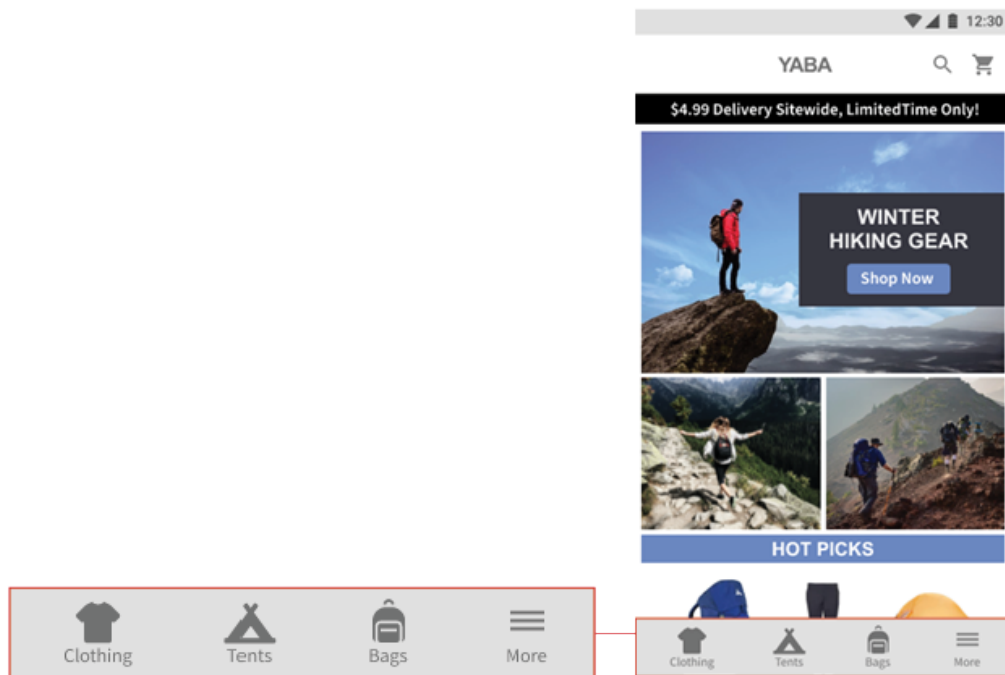 12:30
YABA
$4.99 Delivery Sitewide, LimitedTime Only!
WINTER
HIKING GEAR
Shop Now
HOT PICKS
Clothing Tents Bags More
Clothing Tents Bags More